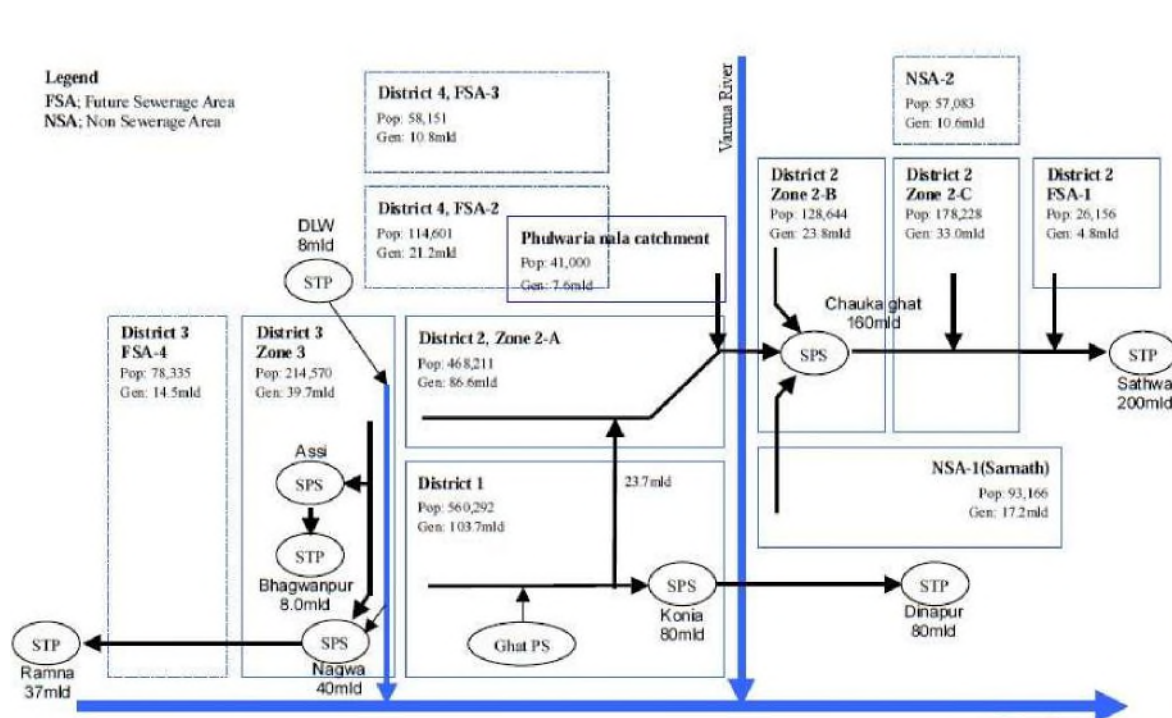 Legend
FSA; Future Sewerage Area
NSA; Non Sewerage Area
District 4, FSA-3
Pop: 58,151
Gen: 10.8mld
Varuna River
NSA-2
Pop: 57,083
Gen: 10.6mld
District 4, FSA-2
Pop: 114,601
Gen: 21.2mld
Phulwaria nala catchment
Pop: 41,000
Gen: 7.6mld
District 2
Zone 2-B
Pop: 128,644
Gen: 23.8mld
District 2
Zone 2-C
Pop: 178,228
Gen: 33.0mld
District 2
FSA-1
Pop: 26,156
Gen: 4.8mld
DLW
8mld
STP
Chauka ghat
160mld
SPS
STP
Sathwa
200mld
District 3
FSA-4
Pop: 78,335
Gen: 14.5mld
District 3
Zone 3
Pop: 214,570
Gen: 39.7mld
District 2, Zone 2-A
Pop: 468,211
Gen: 86.6mld
Assi
SPS
STP
Bhagwanpur
8.0mld
District 1
Pop: 560,292
Gen: 103.7mld
23.7mld
NSA-1(Sarnath)
Pop: 93,166
Gen: 17.2mld
SPS
Konia
80mld
STP
Dinapur
80mld
Ghat PS
STP
Ramna
37mld
SPS
Nagwa
40mld